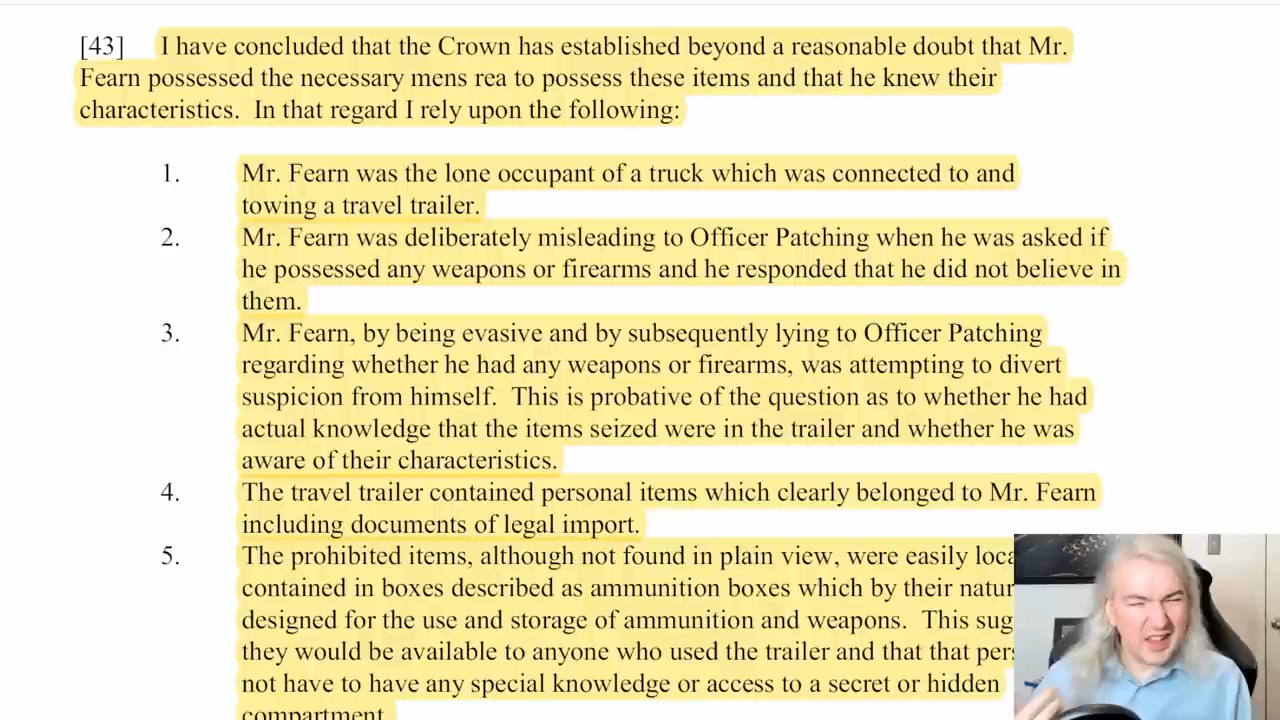 [43] I have concluded that the Crown has established beyond a reasonable doubt that Mr.
Fearn possessed the necessary mens rea to possess these items and that he knew their
characteristics. In that regard I rely upon the following:
1. Mr. Fearn was the lone occupant of a truck which was connected to and
towing a travel trailer.
2. Mr. Fearn was deliberately misleading to Officer Patching when he was asked if
he possessed any weapons or firearms and he responded that he did not believe in
them.
3. Mr. Fearn, by being evasive and by subsequently lying to Officer Patching
regarding whether he had any weapons or firearms, was attempting to divert
suspicion from himself. This is probative of the question as to whether he had
actual knowledge that the items seized were in the trailer and whether he was
aware of their characteristics.
4. The travel trailer contained personal items which clearly belonged to Mr. Fearn
including documents of legal import.
5. The prohibited items, although not found in plain view, were easily
contained in boxes described as ammunition boxes which by their
designed for the use and storage of ammunition and weapons. This
they would be available to anyone who used the trailer and that that
not have to have any special knowledge or access to a secret or hidden
compartment.